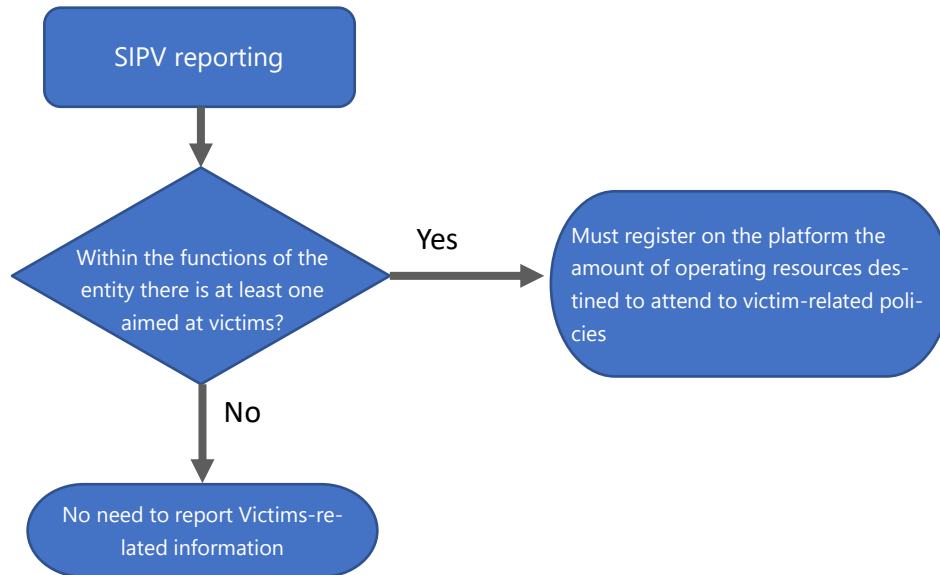 SIPV reporting
Within the functions of the
entity there is at least one
aimed at victims?
Yes
Must register on the platform the
amount of operating resources des-
tined to attend to victim-related poli-
cies
No
No need to report Victims-re-
lated information